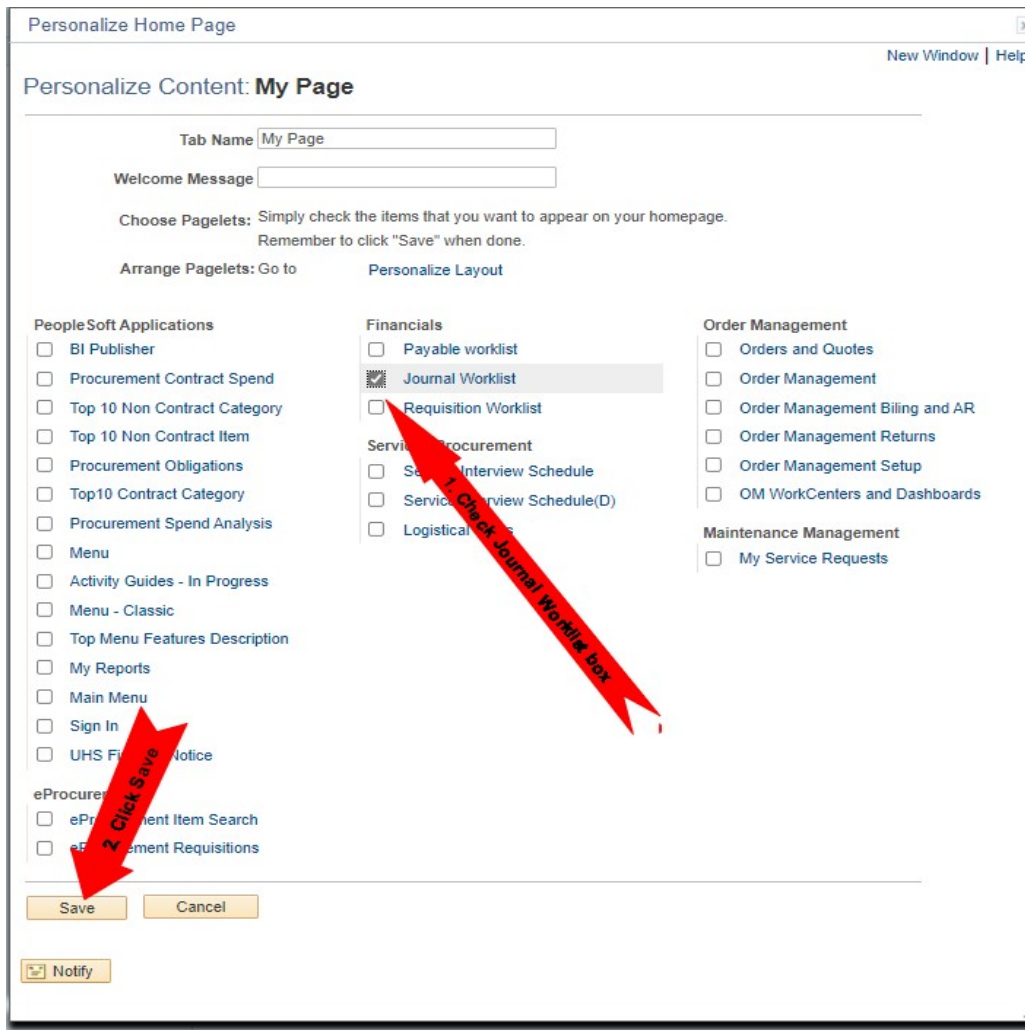 Personalize Home Page
New Window | Help
Personalize Content: My Page
Tab Name My Page
Welcome Message
Choose Pagelets: Simply check the items that you want to appear on your homepage.
Remember to click "Save" when done.
Arrange Pagelets: Go to Personalize Layout
PeopleSoft Applications
BI Publisher
Procurement Contract Spend
Top 10 Non Contract Category
Top 10 Non Contract Item
Procurement Obligations
Top10 Contract Category
Procurement Spend Analysis
Menu
Activity Guides - In Progress
Menu - Classic
Top Menu Features Description
My Reports
Main Menu
Sign In
UHS Notice
eProcurement Item Search
Requisitions
Financials
Payable worklist
Journal Worklist
Requisition Worklist
Procurement
Interview Schedule
Schedule(D)
Logistical
Order Management
Orders and Quotes
Order Management
Order Management Biling and AR
Order Management Returns
Order Management Setup
OM WorkCenters and Dashboards
Maintenance Management
My Service Requests
1. Check Journal Worklist box
2. Click Save
Save Cancel
Notify